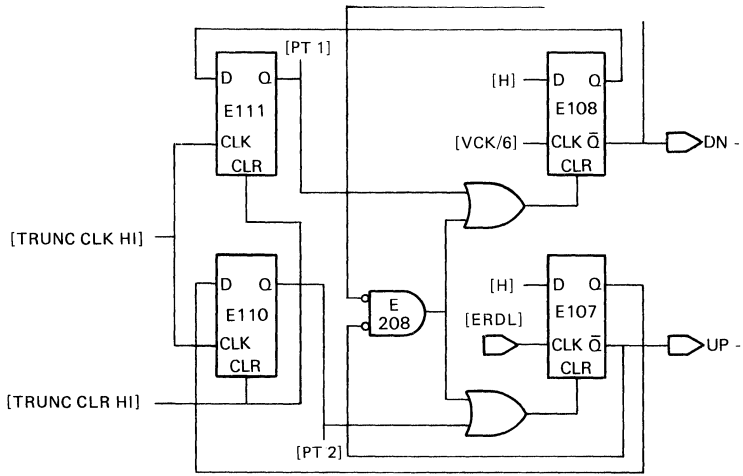 [PT 1]
D Q
E111
CLK
CLR
[H]
D Q
E108
[VCK/6]
CLK Q̄
CLR
DN
[TRUNC CLK HI]
D Q
E110
CLK
CLR
E
208
[H]
D Q
E107
[ERDL]
CLK Q̄
CLR
UP
[TRUNC CLR HI]
[PT 2]